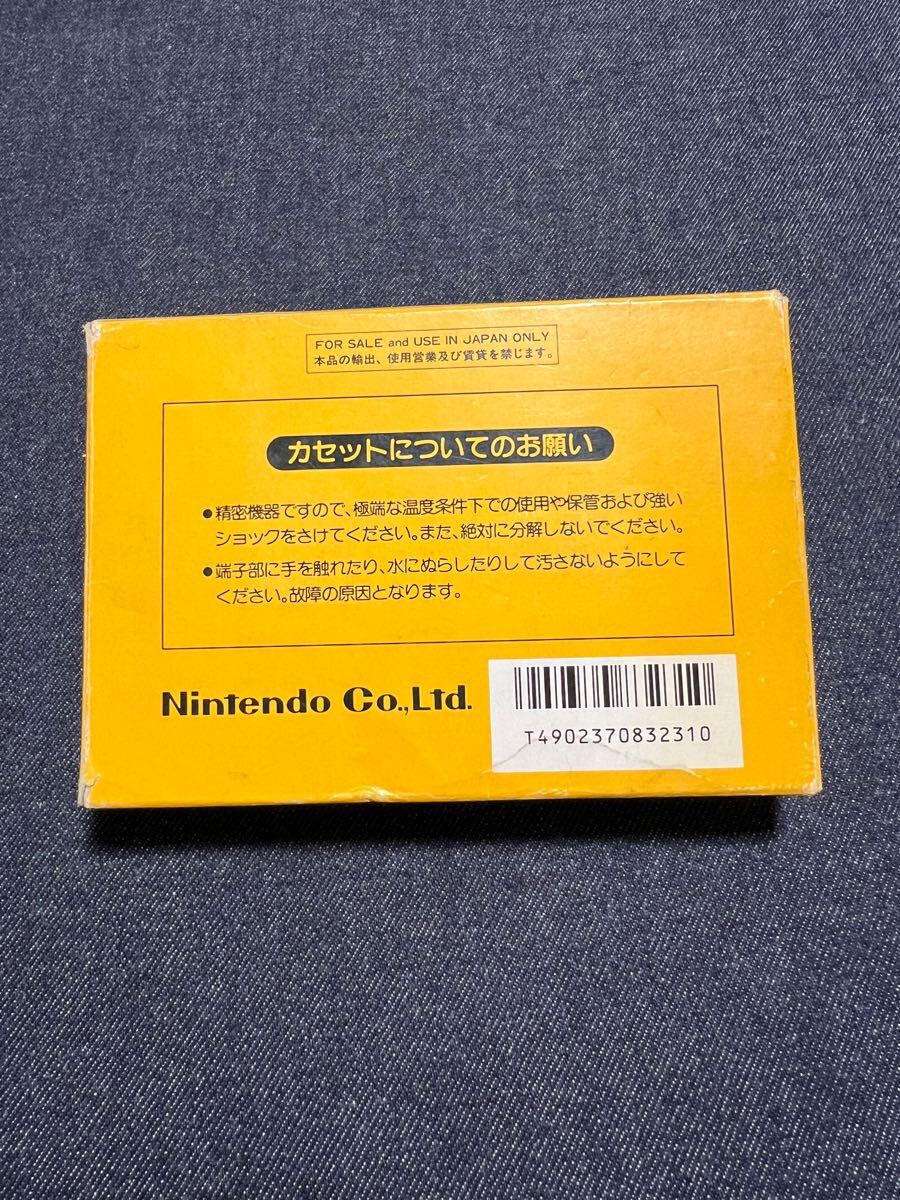 FOR SALE and USE IN JAPAN ONLY
本品の輸出、使用営業及び賃貸を禁じます。
カセットについてのお願い
●精密機器ですので、極端な温度条件下での使用や保管および強い
ショックをさけてください。また、絶対に分解しないでください。
●端子部に手を触れたり、水にぬらしたりして汚さないようにして
ください。故障の原因となります。
Nintendo Co.,Ltd.
T4902370832310